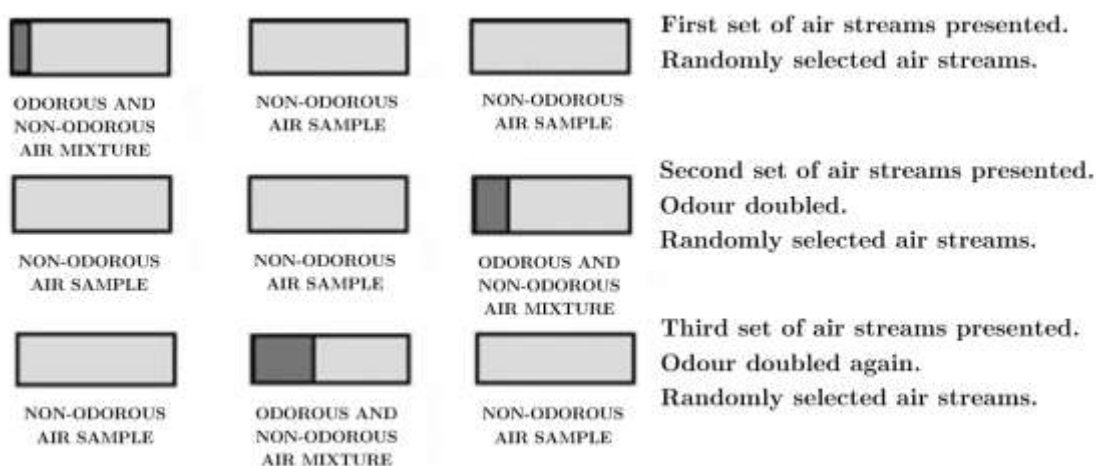 First set of air streams presented.
Randomly selected air streams.
ODOROUS AND
NON-ODOROUS
AIR MIXTURE
NON-ODOROUS
AIR SAMPLE
NON-ODOROUS
AIR SAMPLE
Second set of air streams presented.
Odour doubled.
Randomly selected air streams.
NON-ODOROUS
AIR SAMPLE
NON-ODOROUS
AIR SAMPLE
ODOROUS AND
NON-ODOROUS
AIR MIXTURE
Third set of air streams presented.
Odour doubled again.
Randomly selected air streams.
NON-ODOROUS
AIR SAMPLE
ODOROUS AND
NON-ODOROUS
AIR MIXTURE
NON-ODOROUS
AIR SAMPLE